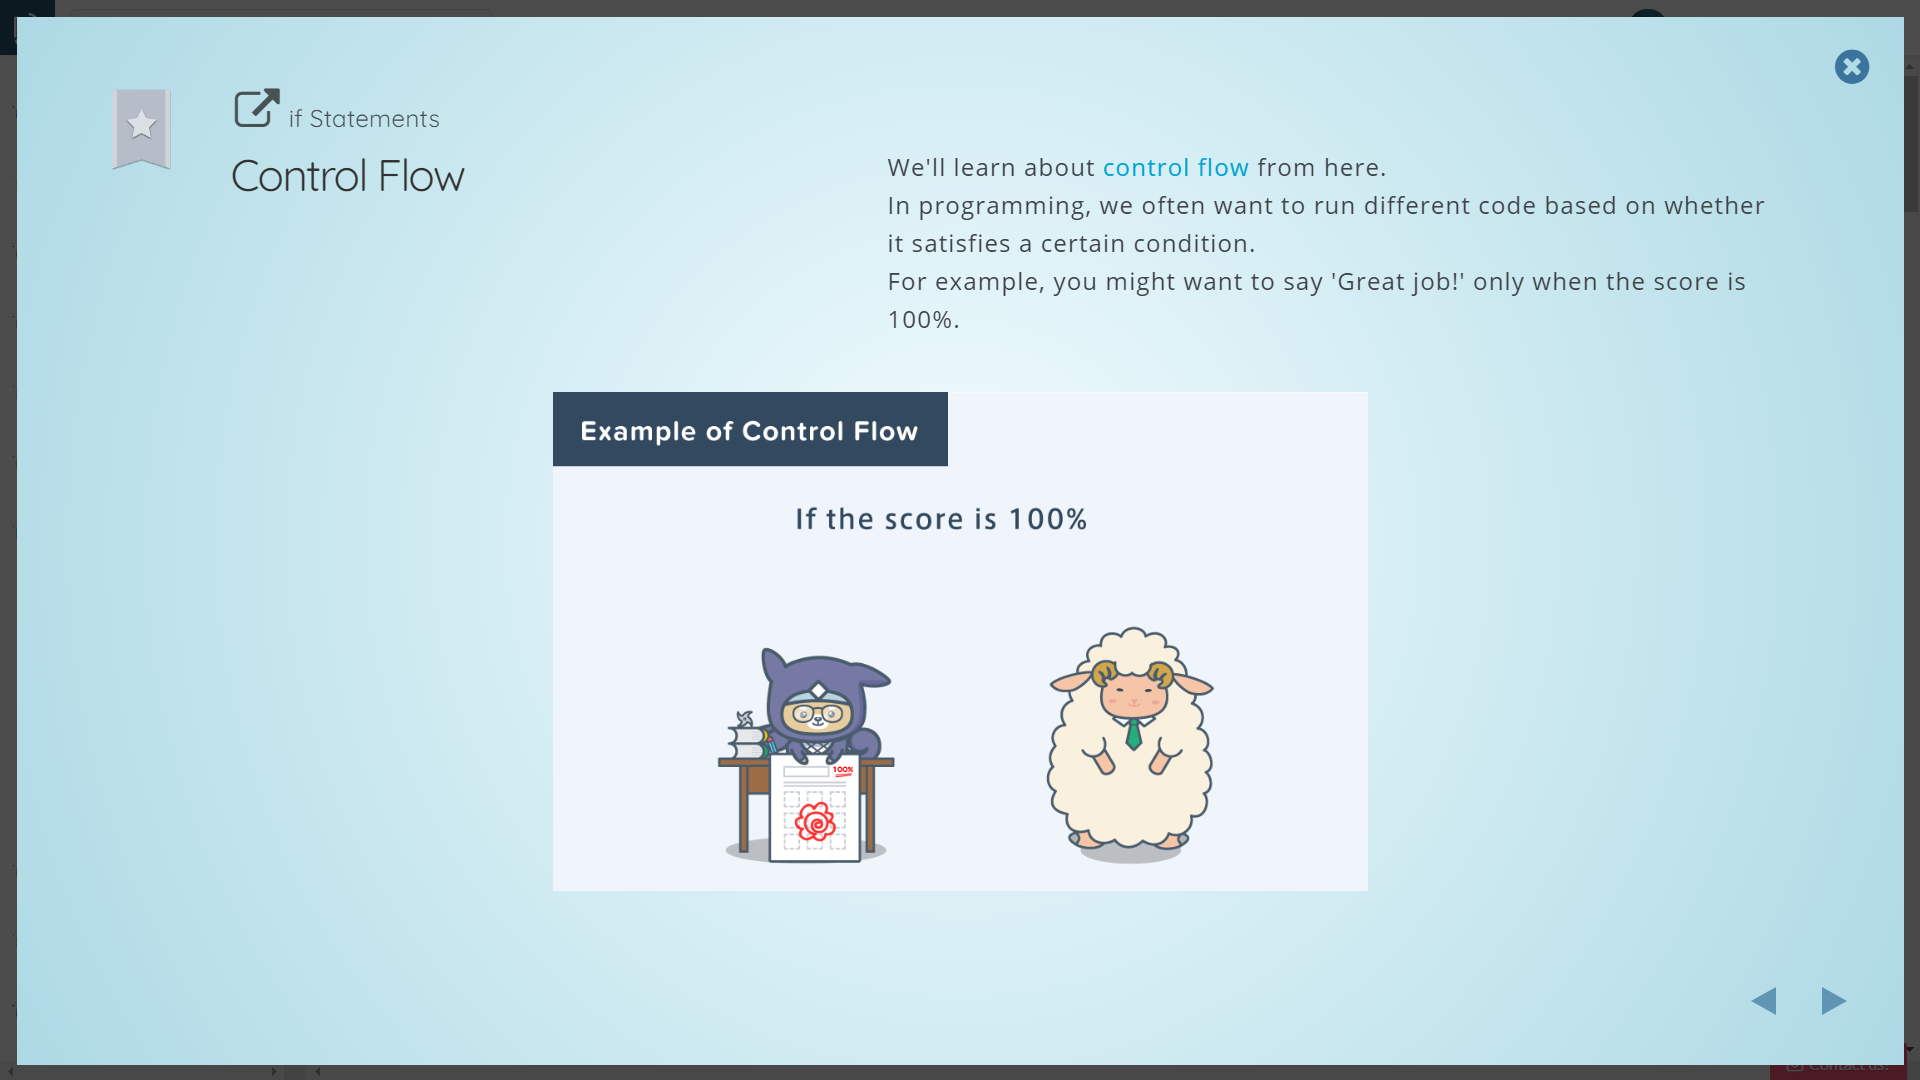 if Statements
Control Flow
We'll learn about control flow from here.
In programming, we often want to run different code based on whether
it satisfies a certain condition.
For example, you might want to say 'Great job!' only when the score is
100%.
Example of Control Flow
If the score is 100%
100%
Contact us!